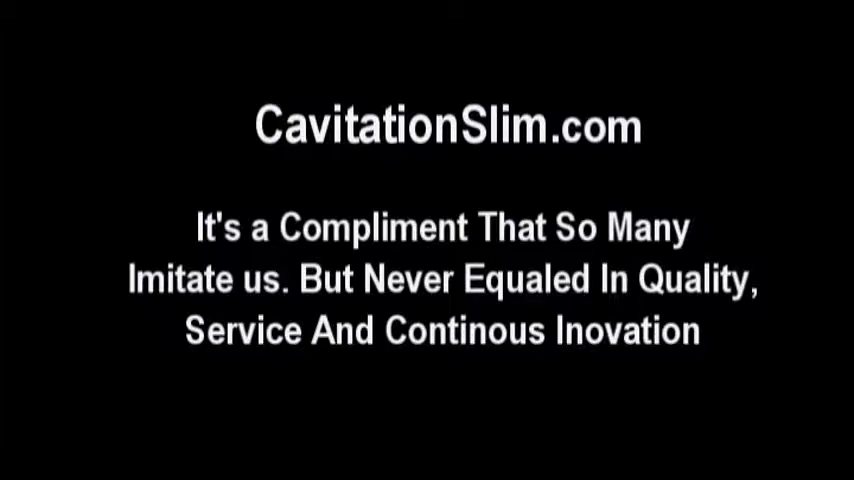 CavitationSlim.com
It's a Compliment That So Many
Imitate us. But Never Equaled In Quality,
Service And Continous Inovation